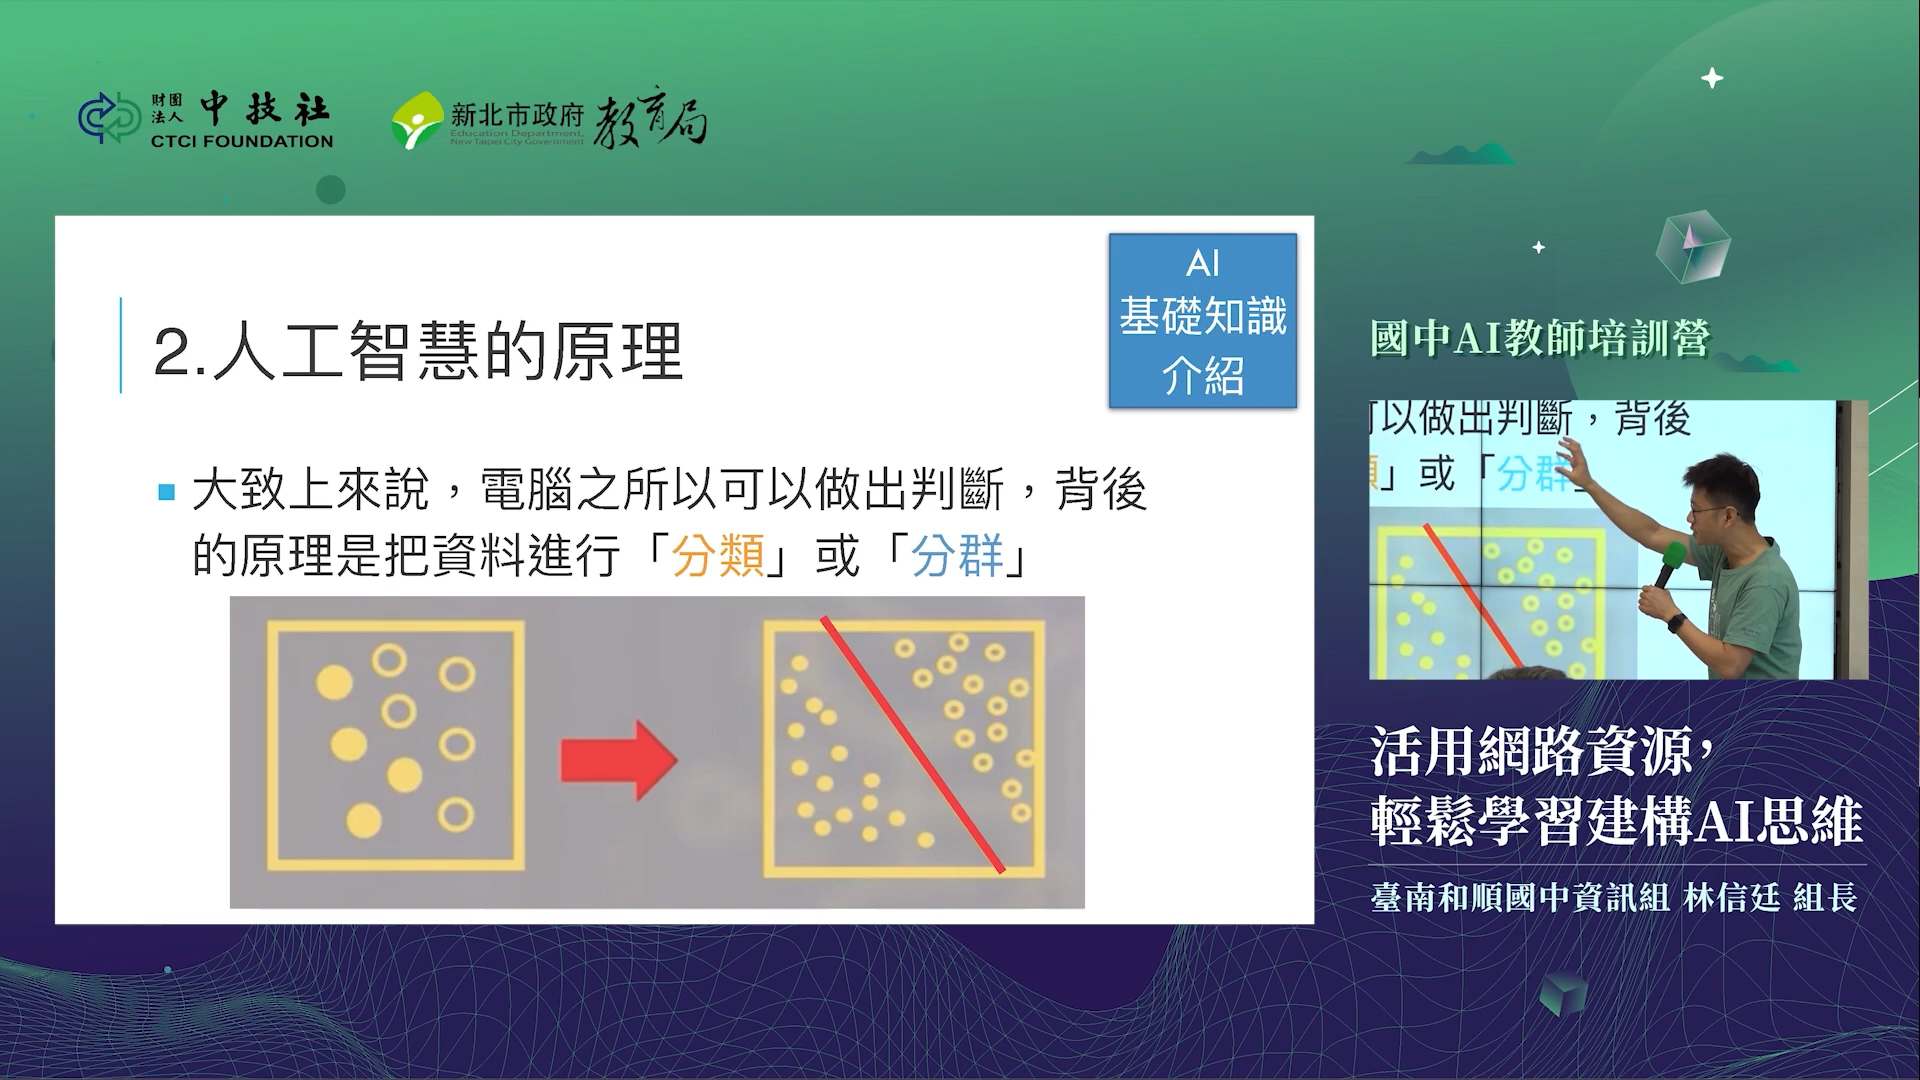 財團法人 中技社
CTCI FOUNDATION
新北市政府 教育局
Education Department,
New Taipei City Government
AI
基礎知識
介紹
2.人工智慧的原理
大致上來說，電腦之所以可以做出判斷，背後
的原理是把資料進行「分類」或「分群」
國中AI教師培訓營
可以做出判斷，背後
類」或「分群」
活用網路資源，
輕鬆學習建構AI思維
臺南和順國中資訊組 林信廷 組長